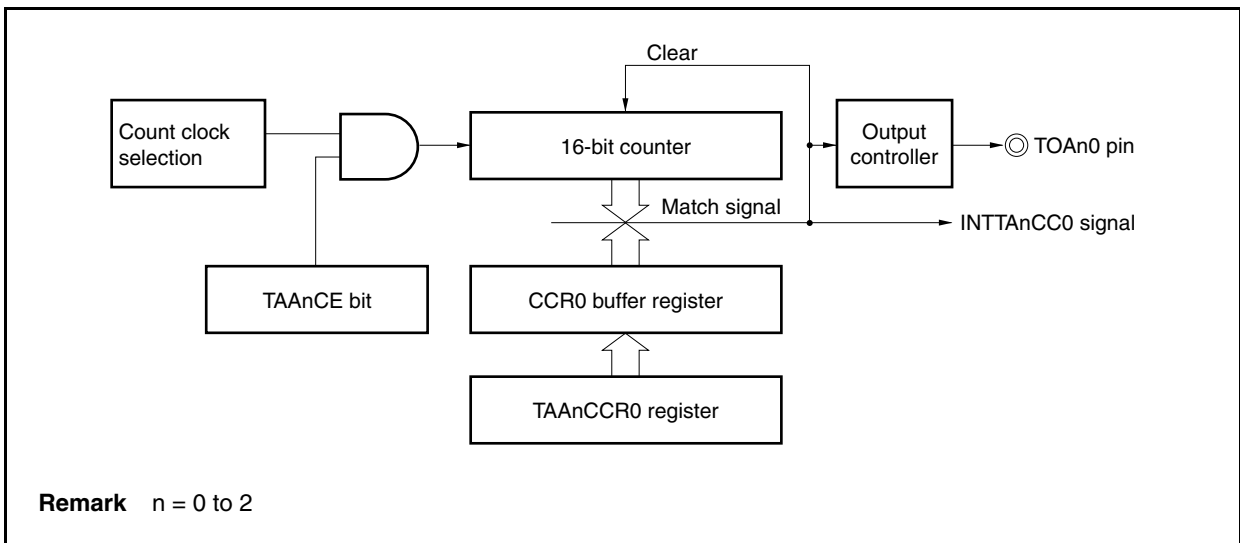 Clear
Count clock
selection
16-bit counter
Output
controller
TOAn0 pin
Match signal
INTTAnCC0 signal
TAAnCE bit
CCR0 buffer register
TAAnCCR0 register
Remark n = 0 to 2